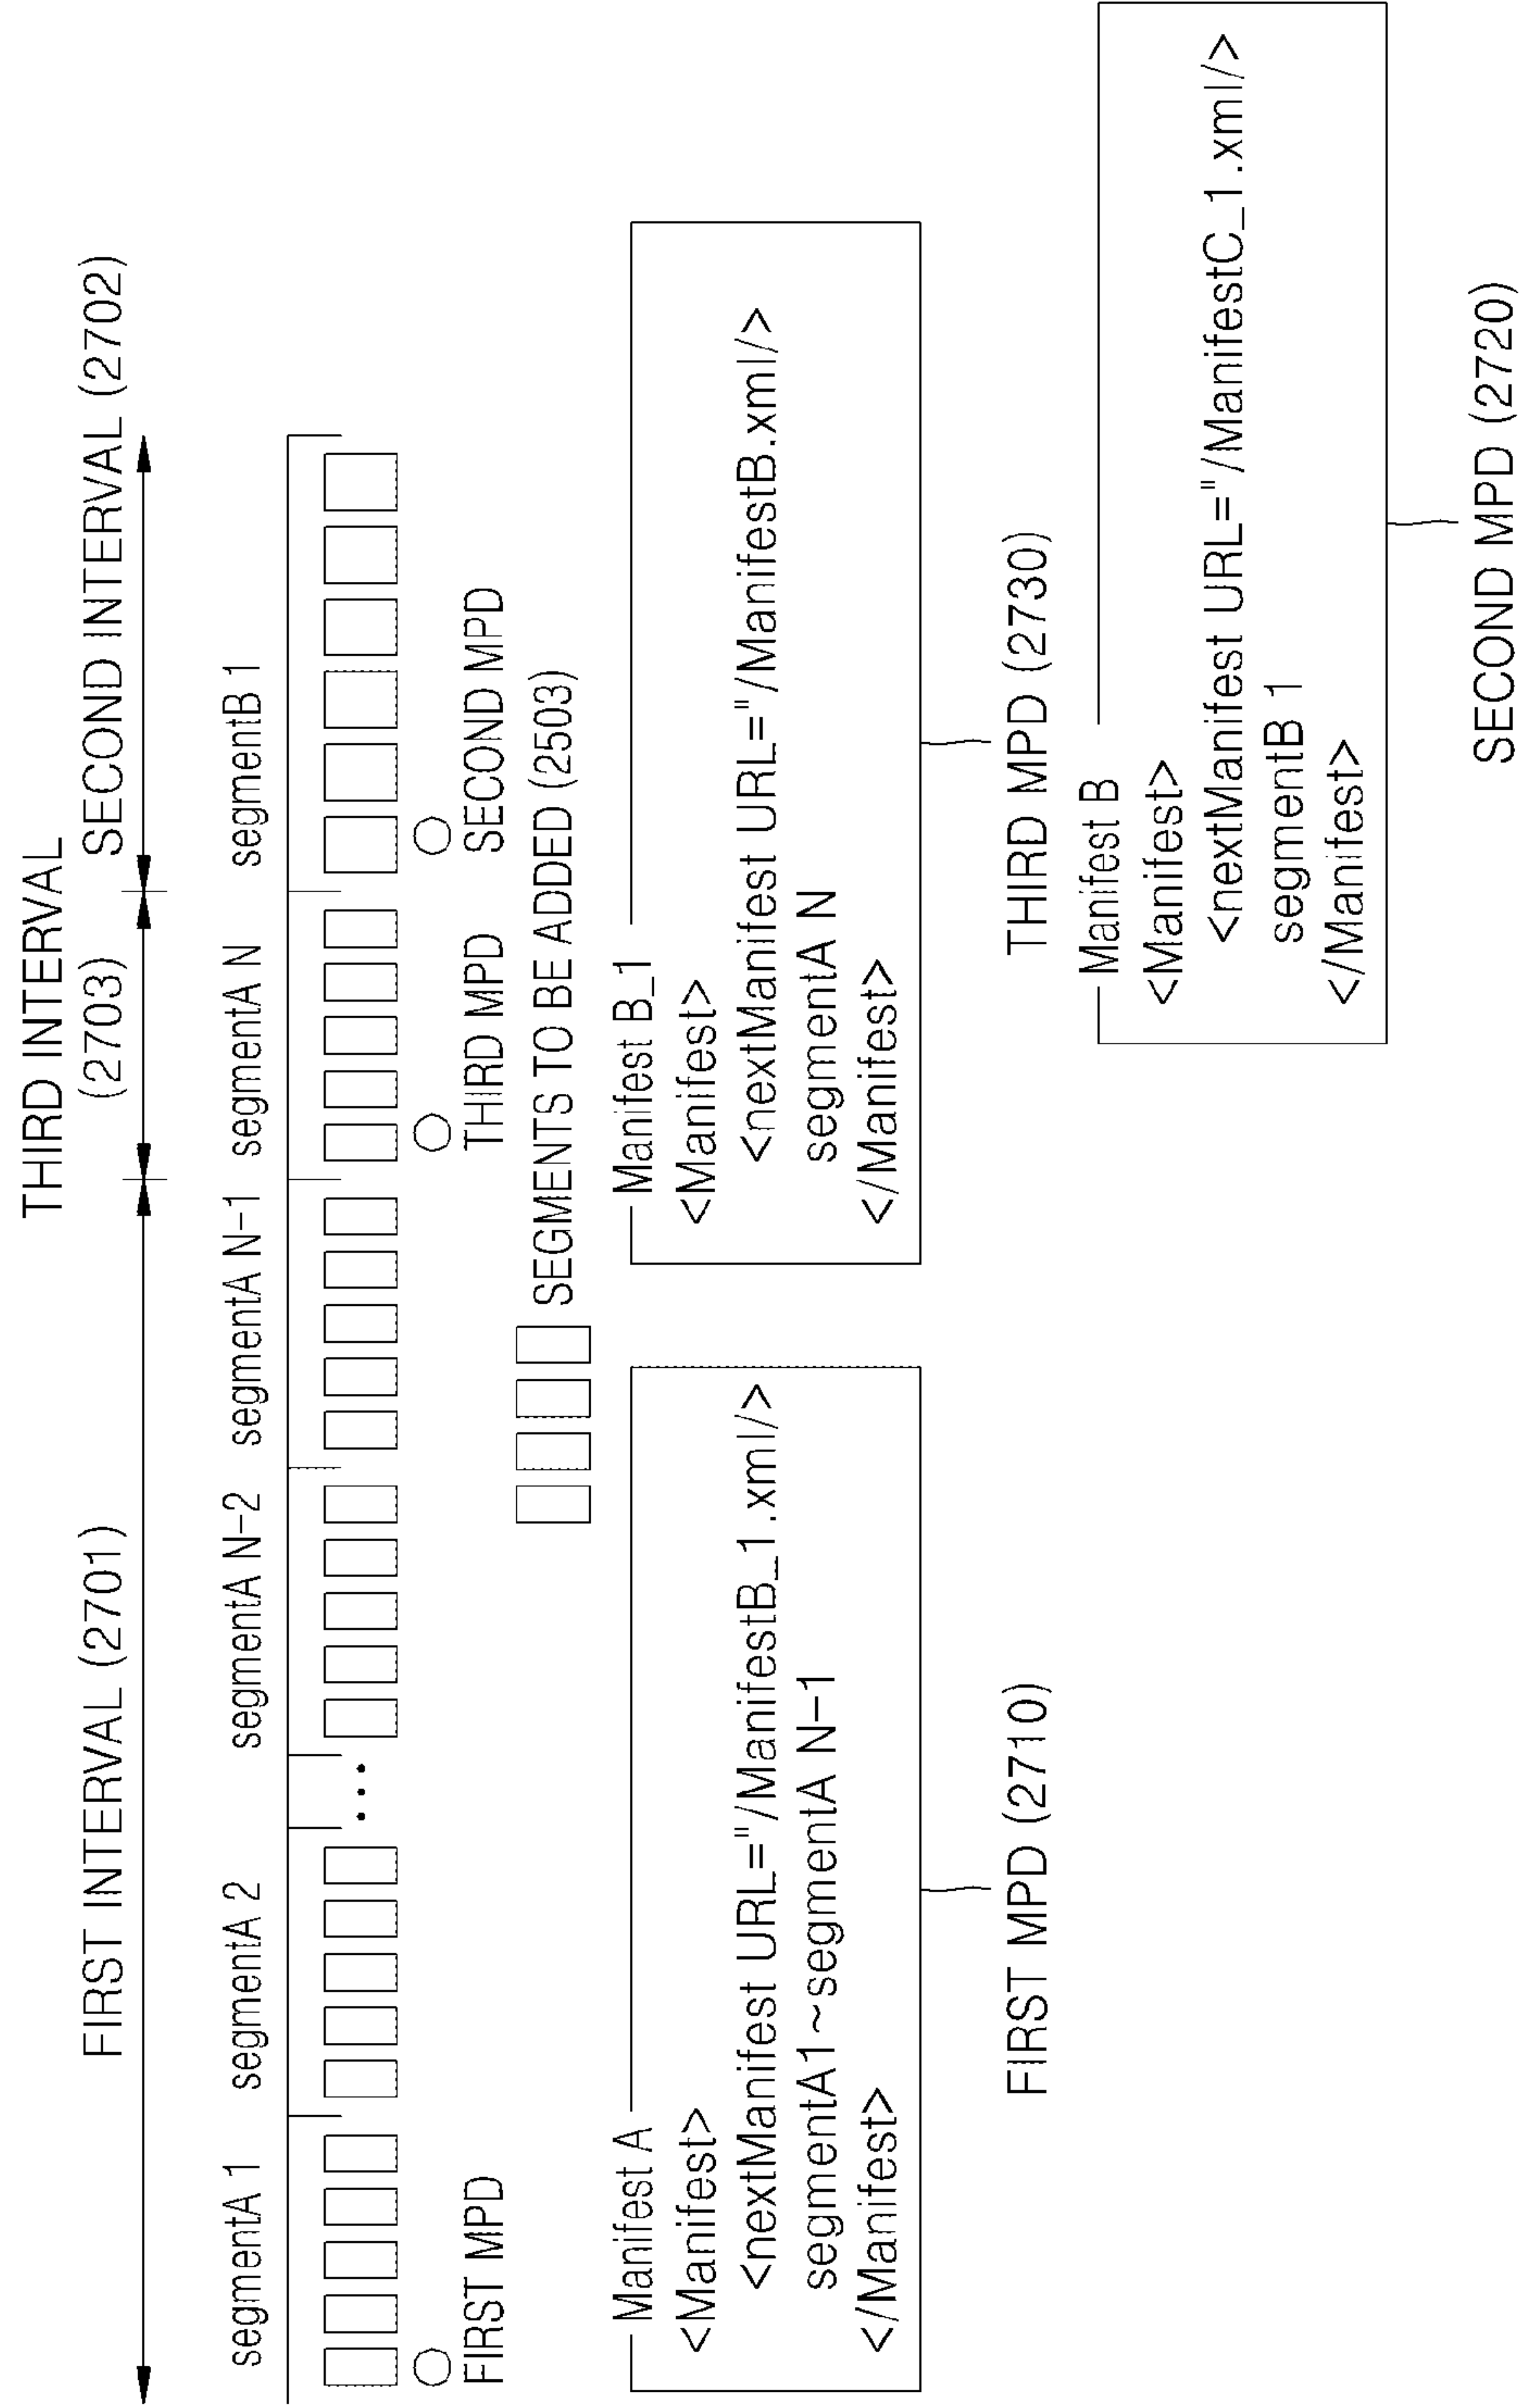 THIRD INTERVAL
(2703)
FIRST INTERVAL (2701)
SECOND INTERVAL (2702)
segmentA 1
segmentA 2
segmentA N-2
segmentA N-1
segmentA N
segmentB 1
...
FIRST MPD
THIRD MPD
SECOND MPD
SEGMENTS TO BE ADDED (2503)
Manifest A
<Manifest>
<nextManifest URL="/ManifestB_1.xml/>
segmentA1~segmentA N-1
</Manifest>
FIRST MPD (2710)
Manifest B_1
<Manifest>
<nextManifest URL="/ManifestB.xml/>
segmentA N
</Manifest>
THIRD MPD (2730)
Manifest B
<Manifest>
<nextManifest URL="/ManifestC_1.xml/>
segmentB 1
</Manifest>
SECOND MPD (2720)